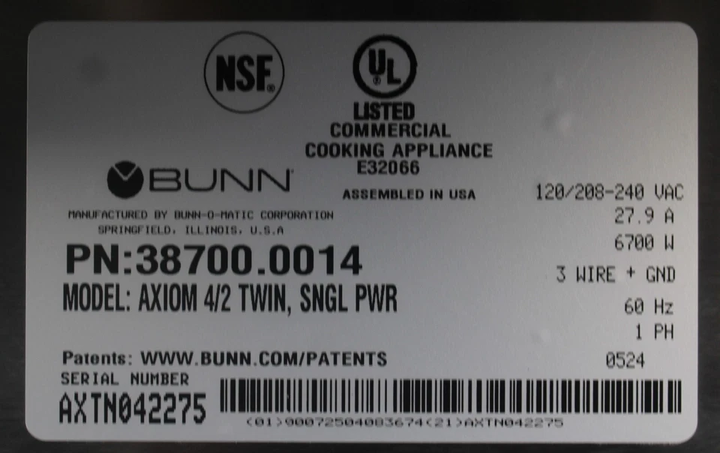 NSF®
UL
LISTED
COMMERCIAL
COOKING APPLIANCE
E32066
BUNN
ASSEMBLED IN USA
MANUFACTURED BY BUNN-O-MATIC CORPORATION
SPRINGFIELD, ILLINOIS, U.S.A
PN:38700.0014
MODEL: AXIOM 4/2 TWIN, SNGL PWR
120/208-240 VAC
27.9 A
6700 W
3 WIRE + GND
60 Hz
1 PH
0524
Patents: WWW.BUNN.COM/PATENTS
SERIAL NUMBER
AXTN042275
(01)90072504083674(21)AXTN042275